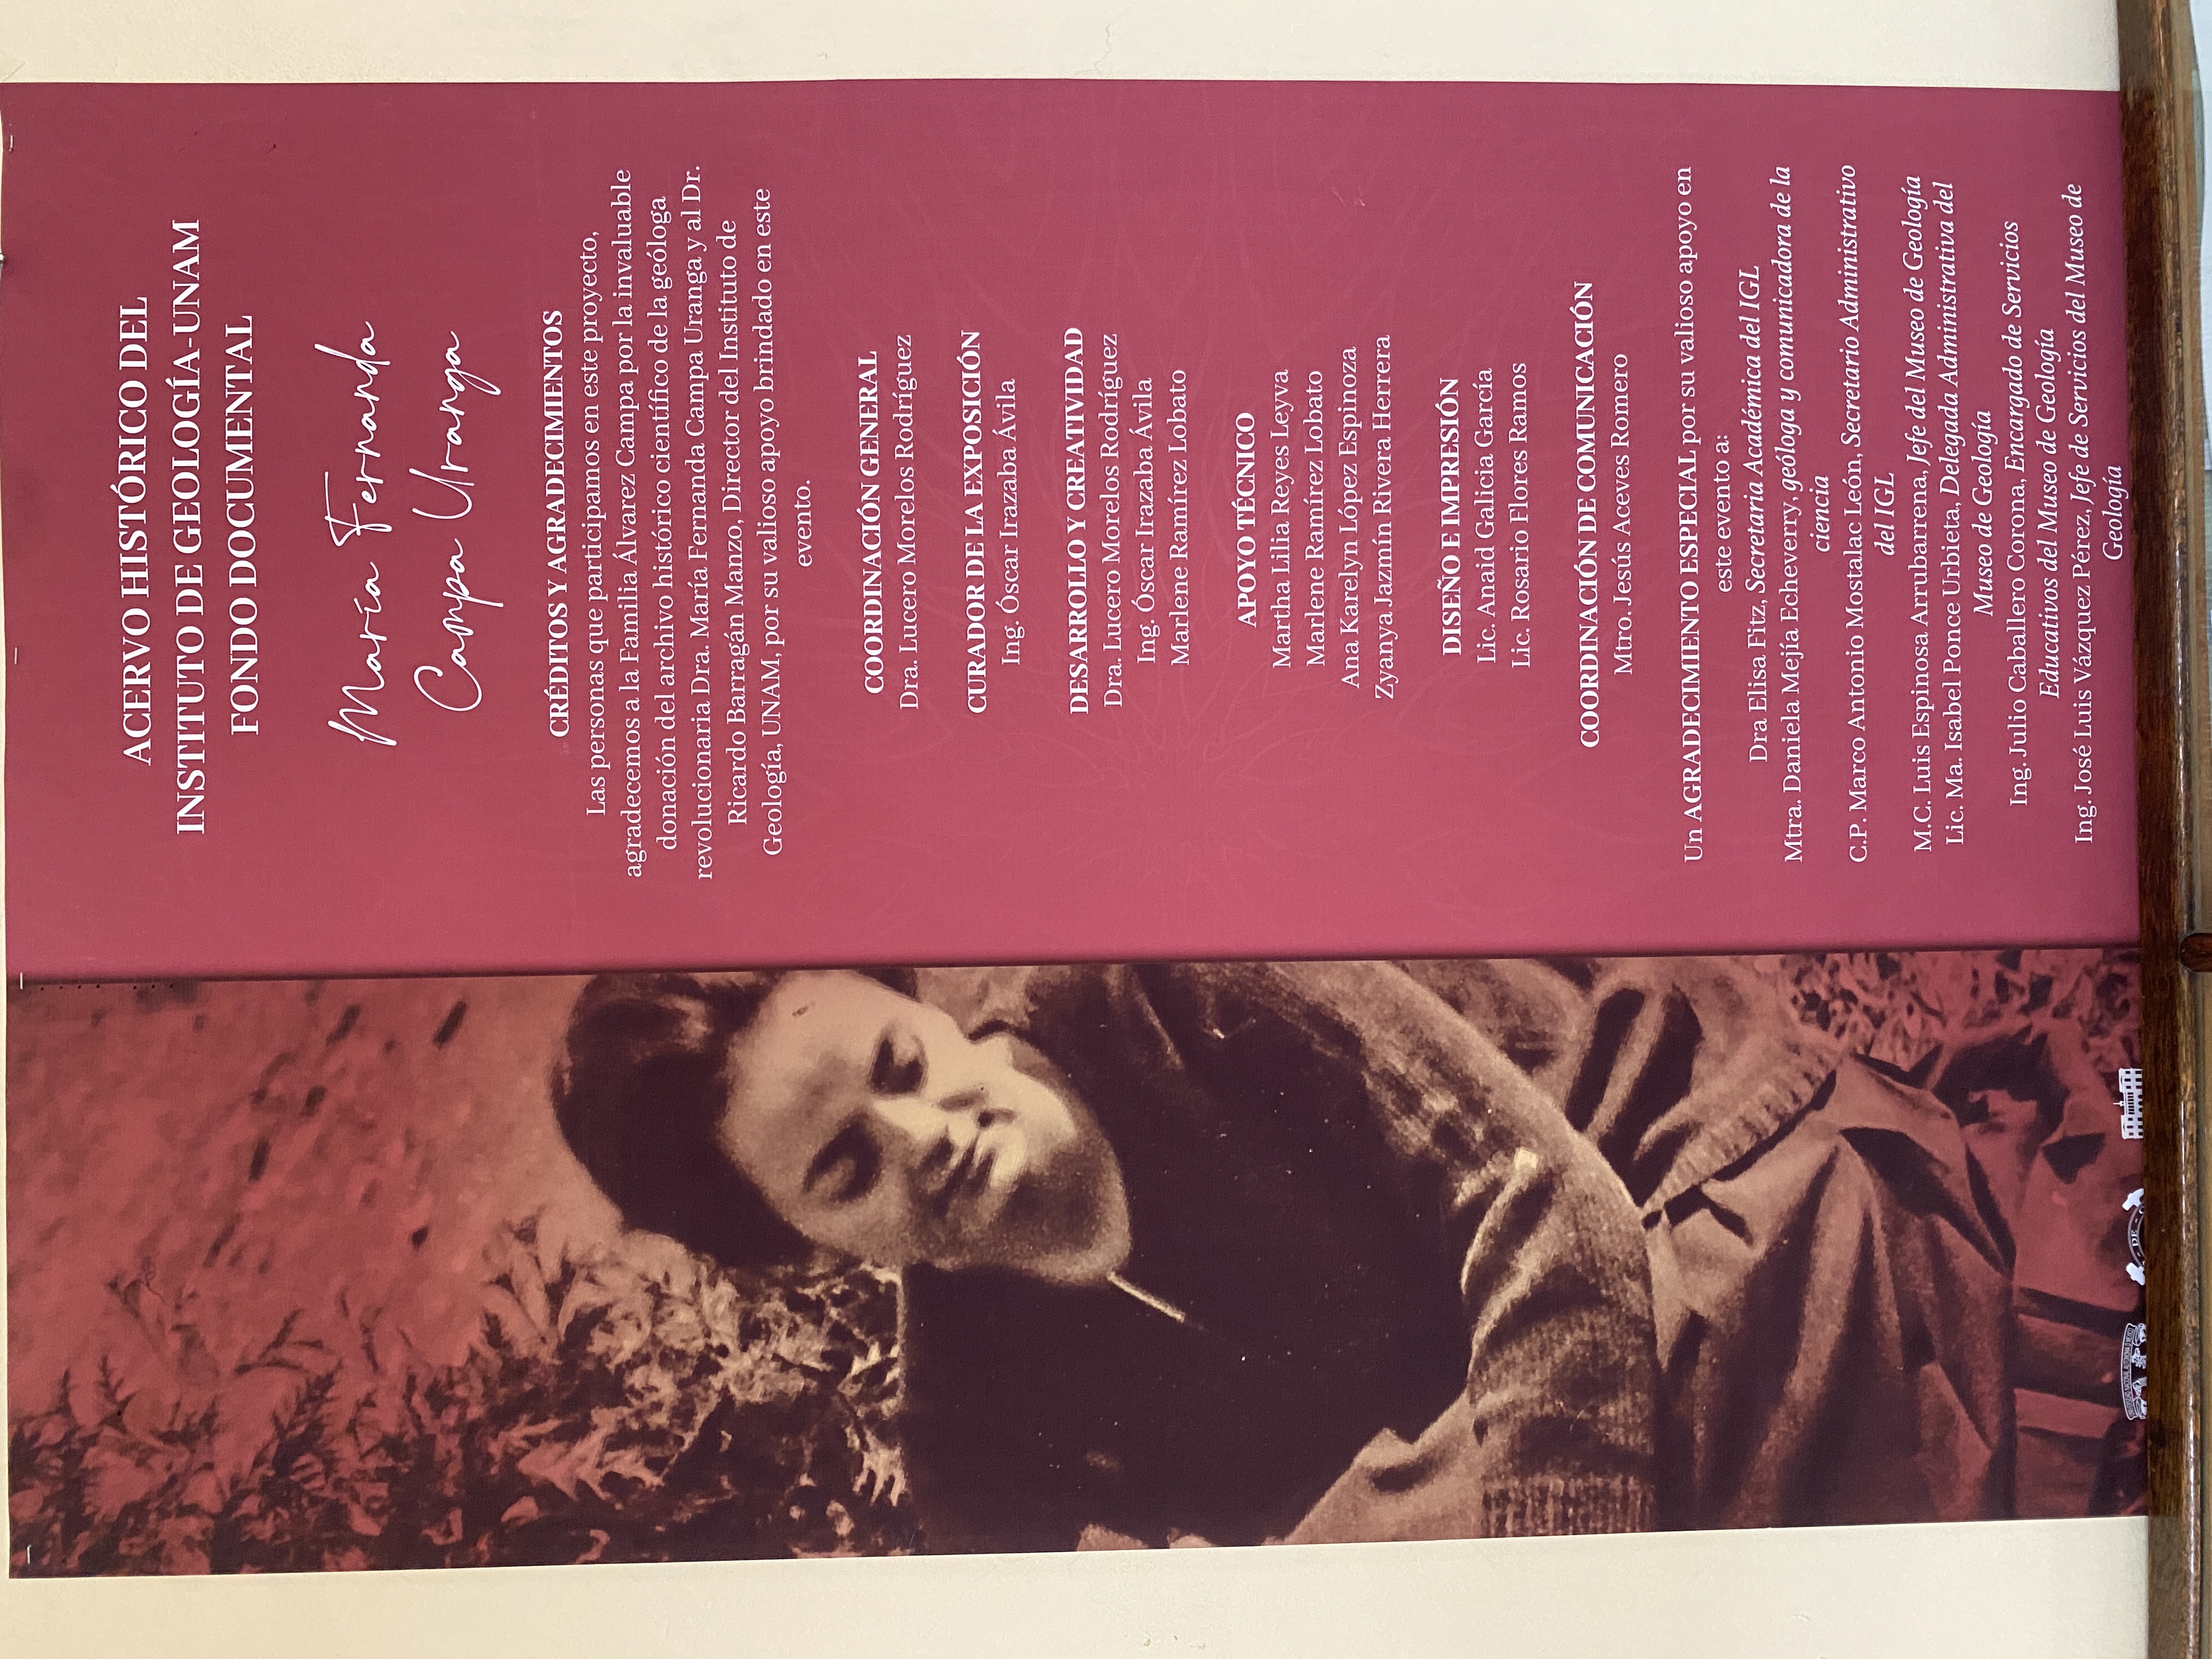 ACERVO HISTÓRICO DEL
INSTITUTO DE GEOLOGÍA-UNAM
FONDO DOCUMENTAL
María Fernanda
Campa Uranga
CRÉDITOS Y AGRADECIMIENTOS
Las personas que participamos en este proyecto,
agradecemos a la Familia Álvarez Campa por la invaluable
donación del archivo histórico científico de la geóloga
revolucionaria Dra. María Fernanda Campa Uranga y al Dr.
Ricardo Barragán Manzo, Director del Instituto de
Geología, UNAM, por su valioso apoyo brindado en este
evento.
COORDINACIÓN GENERAL
Dra. Lucero Morelos Rodríguez
CURADOR DE LA EXPOSICIÓN
Ing. Óscar Irazaba Ávila
DESARROLLO Y CREATIVIDAD
Dra. Lucero Morelos Rodríguez
Ing. Óscar Irazaba Ávila
Marlene Ramírez Lobato
APOYO TÉCNICO
Martha Lilia Reyes Leyva
Marlene Ramírez Lobato
Ana Karelyn López Espinoza
Zyanya Jazmín Rivera Herrera
DISEÑO E IMPRESIÓN
Lic. Anaid Galicia García
Lic. Rosario Flores Ramos
COORDINACIÓN DE COMUNICACIÓN
Mtro. Jesús Aceves Romero
Un AGRADECIMIENTO ESPECIAL por su valioso apoyo en
este evento a:
Dra Elisa Fitz, Secretaria Académica del IGL
Mtra. Daniela Mejía Echeverry, geóloga y comunicadora de la
ciencia
C.P. Marco Antonio Mostalac León, Secretario Administrativo
del IGL
M.C. Luis Espinosa Arrubarrena, Jefe del Museo de Geología
Lic. Ma. Isabel Ponce Urbieta, Delegada Administrativa del
Museo de Geología
Ing. Julio Caballero Corona, Encargado de Servicios
Educativos del Museo de Geología
Ing. José Luis Vázquez Pérez, Jefe de Servicios del Museo de
Geología
DE